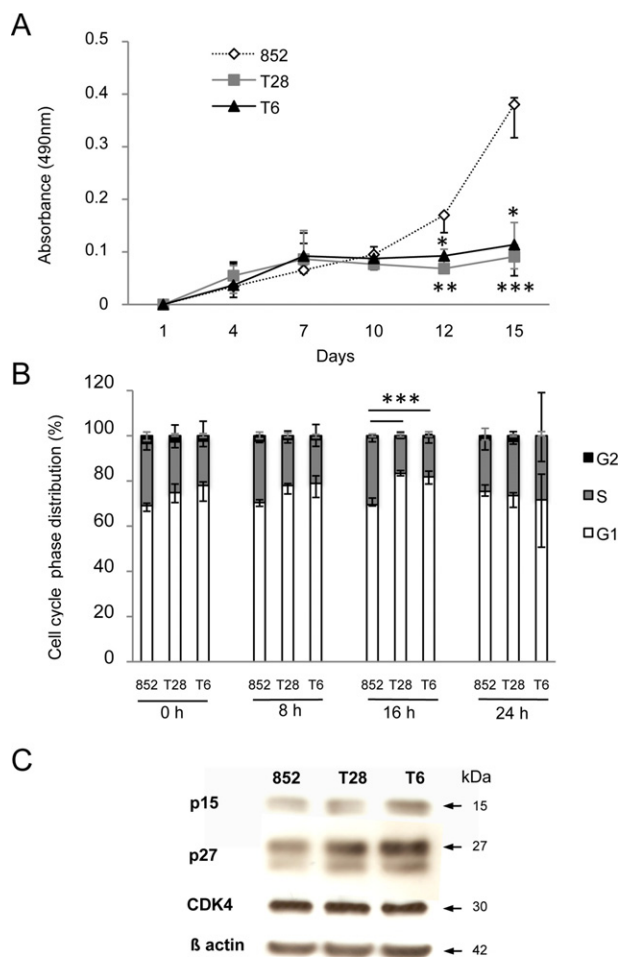 A
0.5
852
T28
T6
0.4
0.3
0.2
0.1
0
Absorbance (490nm)
*
*
**
***
1 4 7 10 12 15
Days
B
120
100
80
60
40
20
0
Cell cycle phase distribution (%)
***
G2
S
G1
852 T28 T6 852 T28 T6 852 T28 T6 852 T28 T6
0 h 8 h 16 h 24 h
C
852 T28 T6 kDa
p15 15
p27 27
CDK4 30
ß actin 42